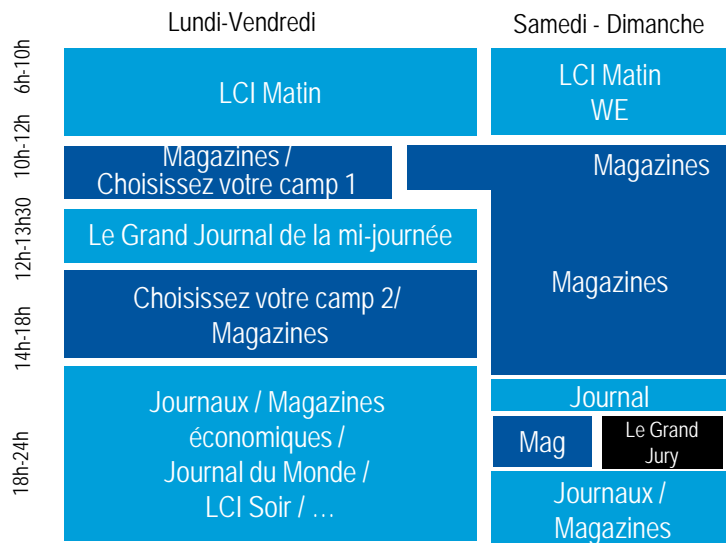 Lundi-Vendredi
Samedi - Dimanche
6h-10h
LCI Matin
LCI Matin
WE
10h-12h
Magazines /
Choisissez votre camp 1
Magazines
12h-13h30
Le Grand Journal de la mi-journée
Magazines
14h-18h
Choisissez votre camp 2/
Magazines
18h-24h
Journaux / Magazines
économiques /
Journal du Monde /
LCI Soir / ...
Journal
Mag
Le Grand
Jury
Journaux /
Magazines